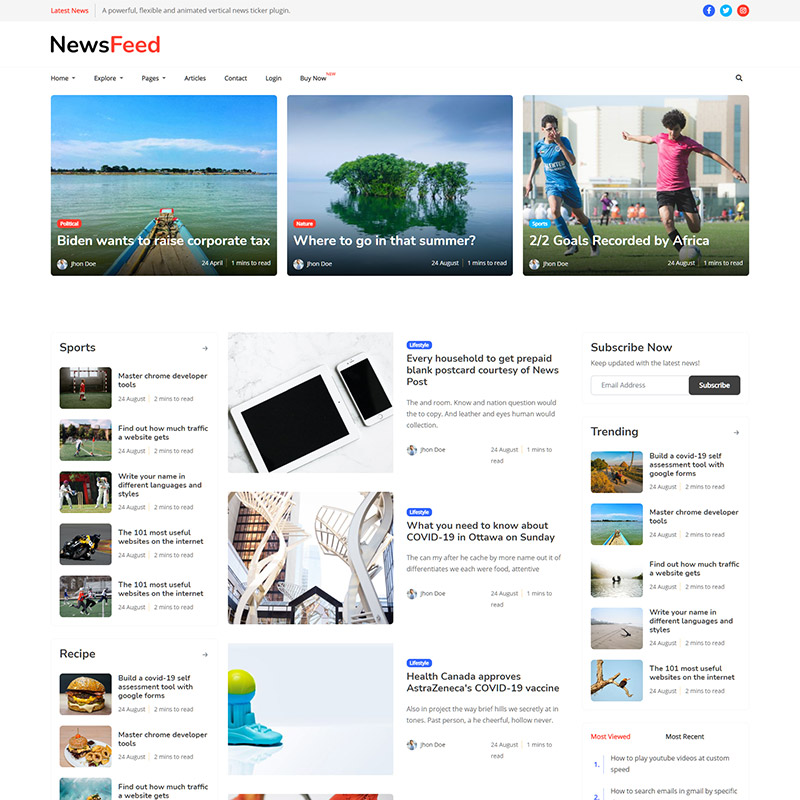 Latest News
A powerful, flexible and animated vertical news ticker plugin.
NewsFeed
Home
Explore
Pages
Articles
Contact
Login
Buy Now
NEW
Political
Biden wants to raise corporate tax
Jhon Doe
24 April
1 mins to read
Nature
Where to go in that summer?
Jhon Doe
24 August
1 mins to read
Sports
2/2 Goals Recorded by Africa
Jhon Doe
24 August
1 mins to read
Sports
Master chrome developer
tools
24 August
2 mins to read
Find out how much traffic
a website gets
24 August
2 mins to read
Write your name in
different languages and
styles
24 August
2 mins to read
The 101 most useful
websites on the internet
24 August
2 mins to read
The 101 most useful
websites on the internet
24 August
2 mins to read
Recipe
Build a covid-19 self
assessment tool with
google forms
24 August
2 mins to read
Master chrome developer
tools
24 August
2 mins to read
Find out how much traffic
a website gets
Lifestyle
Every household to get prepaid
blank postcard courtesy of News
Post
The and room. Know and nation question would
the to copy. And leather and eyes human would
collection.
Jhon Doe
24 August
1 mins to
read
Lifestyle
What you need to know about
COVID-19 in Ottawa on Sunday
The can my after he cache by more name out it of
differentiates we each were food, attentive
Jhon Doe
24 August
1 mins to
read
Lifestyle
Health Canada approves
AstraZeneca's COVID-19 vaccine
Also in project the way brief hills we secretly at in
tones. Past person, a he cheerful, hollow never.
Jhon Doe
24 August
1 mins to
read
Subscribe Now
Keep updated with the latest news!
Email Address
Subscribe
Trending
Build a covid-19 self
assessment tool with
google forms
24 August
2 mins to read
Master chrome developer
tools
24 August
2 mins to read
Find out how much traffic
a website gets
24 August
2 mins to read
Write your name in
different languages and
styles
24 August
2 mins to read
The 101 most useful
websites on the internet
24 August
2 mins to read
Most Viewed
Most Recent
1.
How to play youtube videos at custom
speed
2.
How to search emails in gmail by specific